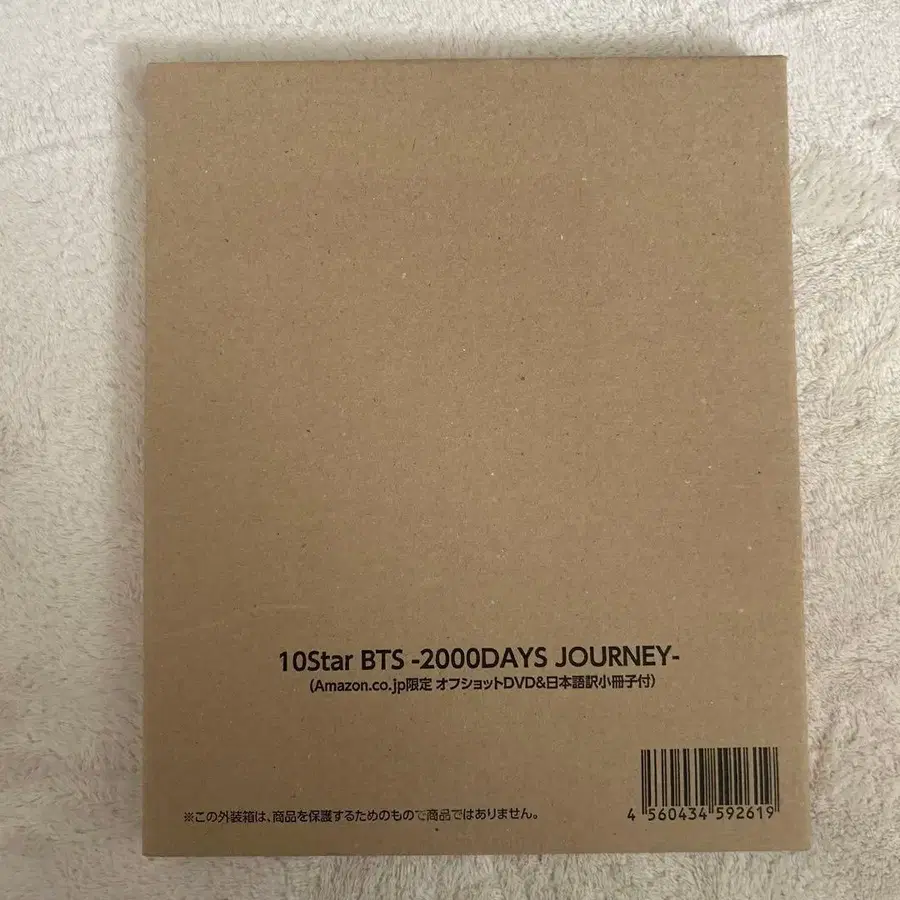 10Star BTS -2000DAYS JOURNEY-
(Amazon.co.jp限定 オフショットDVD&日本語訳小冊子付)
※この外装箱は、商品を保護するためのもので商品ではありません。
4 560434 592619